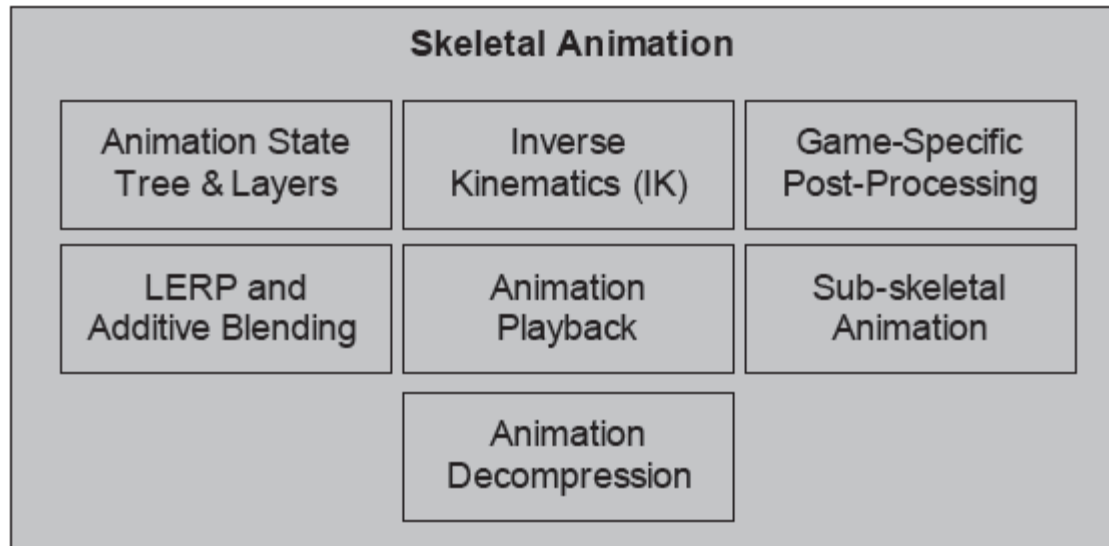 Skeletal Animation
Animation State
Tree & Layers
Inverse
Kinematics (IK)
Game-Specific
Post-Processing
LERP and
Additive Blending
Animation
Playback
Sub-skeletal
Animation
Animation
Decompression